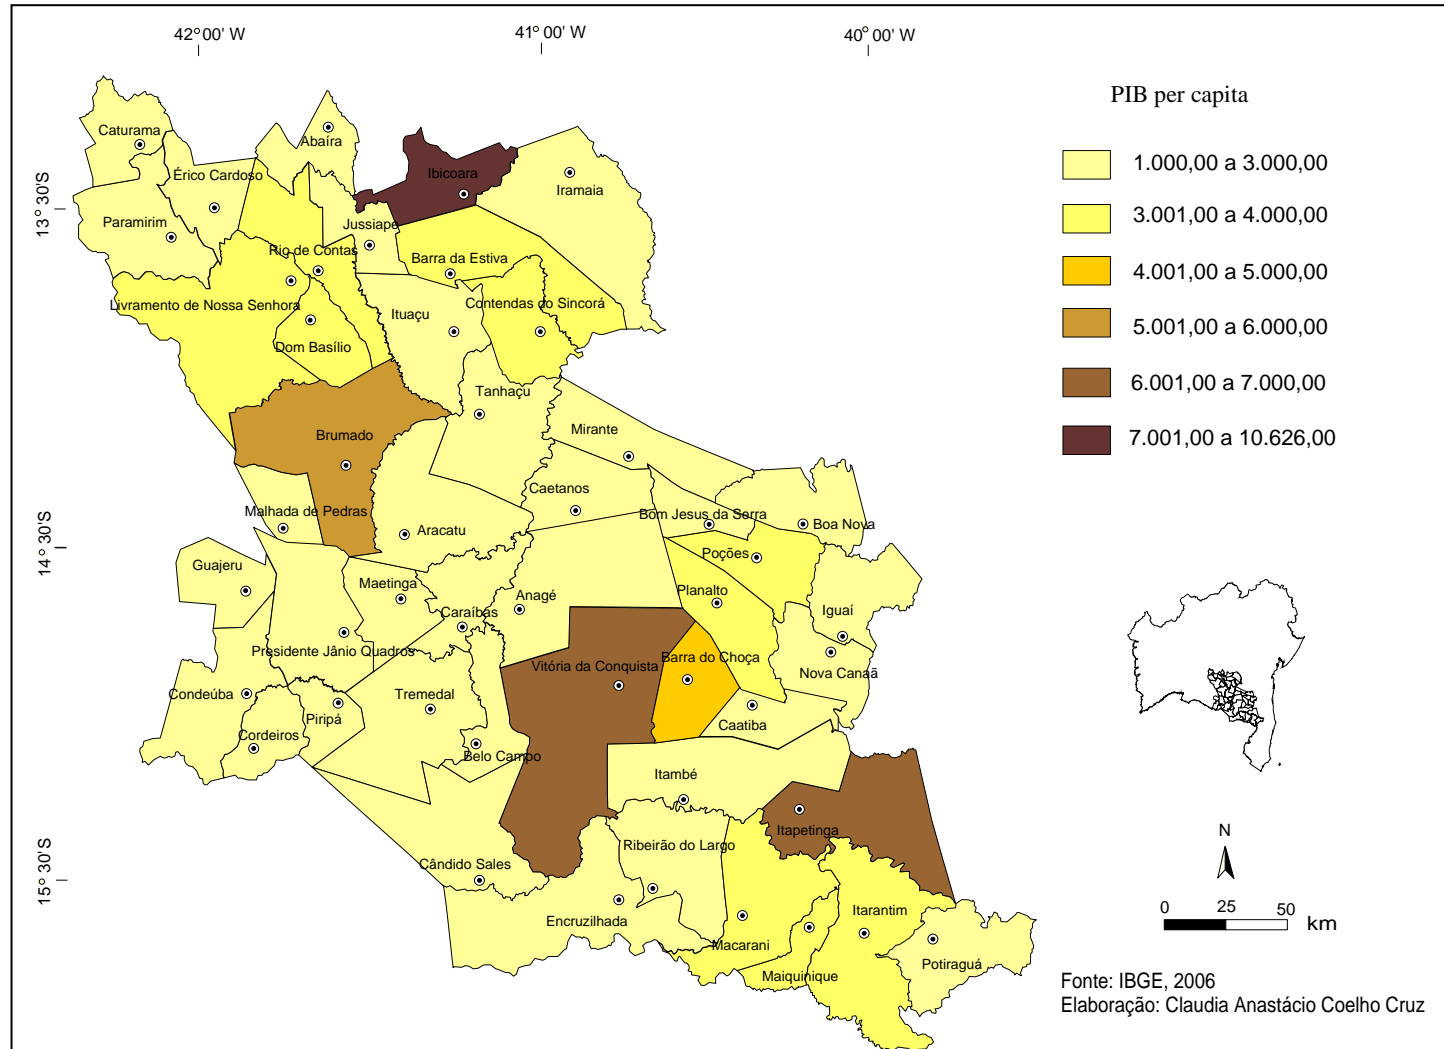 42° 00' W
41° 00' W
40° 00' W
13° 30'S
14° 30'S
15° 30'S
Caturama
Abaíra
Érico Cardoso
Ibicoara
Iramaia
Paramirim
Jussiape
Rio de Contas
Barra da Estiva
Livramento de Nossa Senhora
Ituaçu
Contendas do Sincorá
Dom Basílio
Tanhaçu
Brumado
Mirante
Caetanos
Malhada de Pedras
Aracatu
Bom Jesus da Serra
Boa Nova
Guajeru
Poções
Maetinga
Anagé
Planalto
Caraíbas
Iguaí
Presidente Jânio Quadros
Vitória da Conquista
Barra do Choça
Nova Canaã
Condeúba
Tremedal
Piripá
Caatiba
Cordeiros
Belo Campo
Itambé
Itapetinga
Ribeirão do Largo
Cândido Sales
Encruzilhada
Itarantim
Macarani
Potiraguá
Maiquinique
PIB per capita
1.000,00 a 3.000,00
3.001,00 a 4.000,00
4.001,00 a 5.000,00
5.001,00 a 6.000,00
6.001,00 a 7.000,00
7.001,00 a 10.626,00
N
0 25 50
km
Fonte: IBGE, 2006
Elaboração: Claudia Anastácio Coelho Cruz